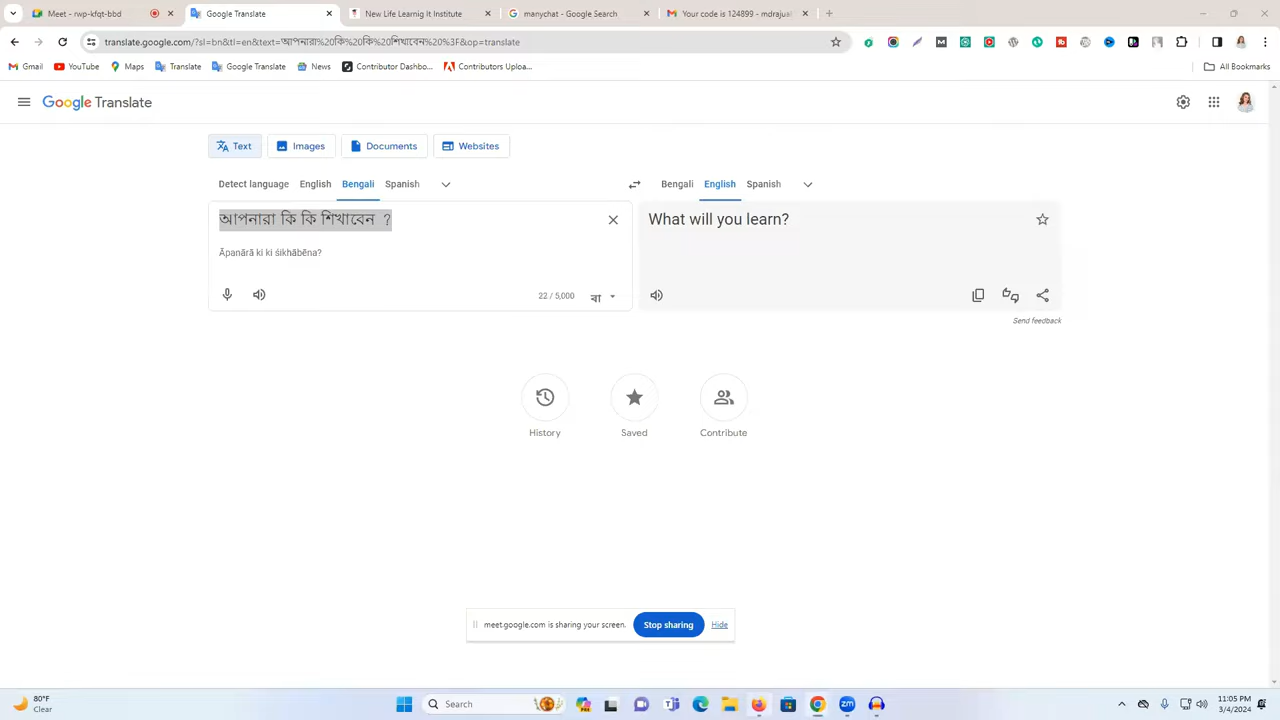 Meet - rwp-kfqt-bbd
Google Translate
New Life Learnig It Institute
manychat - Google Search
Your code is 124899 - mdrajual
translate.google.com/?sl=bn&tl=en&text=আপনারা%20কি%20কি%20শিখাবেন%20%3F&op=translate
Gmail
YouTube
Maps
Translate
Google Translate
News
Contributor Dashbo...
Contributors Uploa...
All Bookmarks
Google Translate
Text
Images
Documents
Websites
Detect language
English
Bengali
Spanish
Bengali
English
Spanish
আপনারা কি কি শিখাবেন ?
What will you learn?
Āpanārā ki ki śikhābēna?
22 / 5,000
Send feedback
History
Saved
Contribute
meet.google.com is sharing your screen.
Stop sharing
Hide
80°F
Clear
Search
zm
11:05 PM
3/4/2024